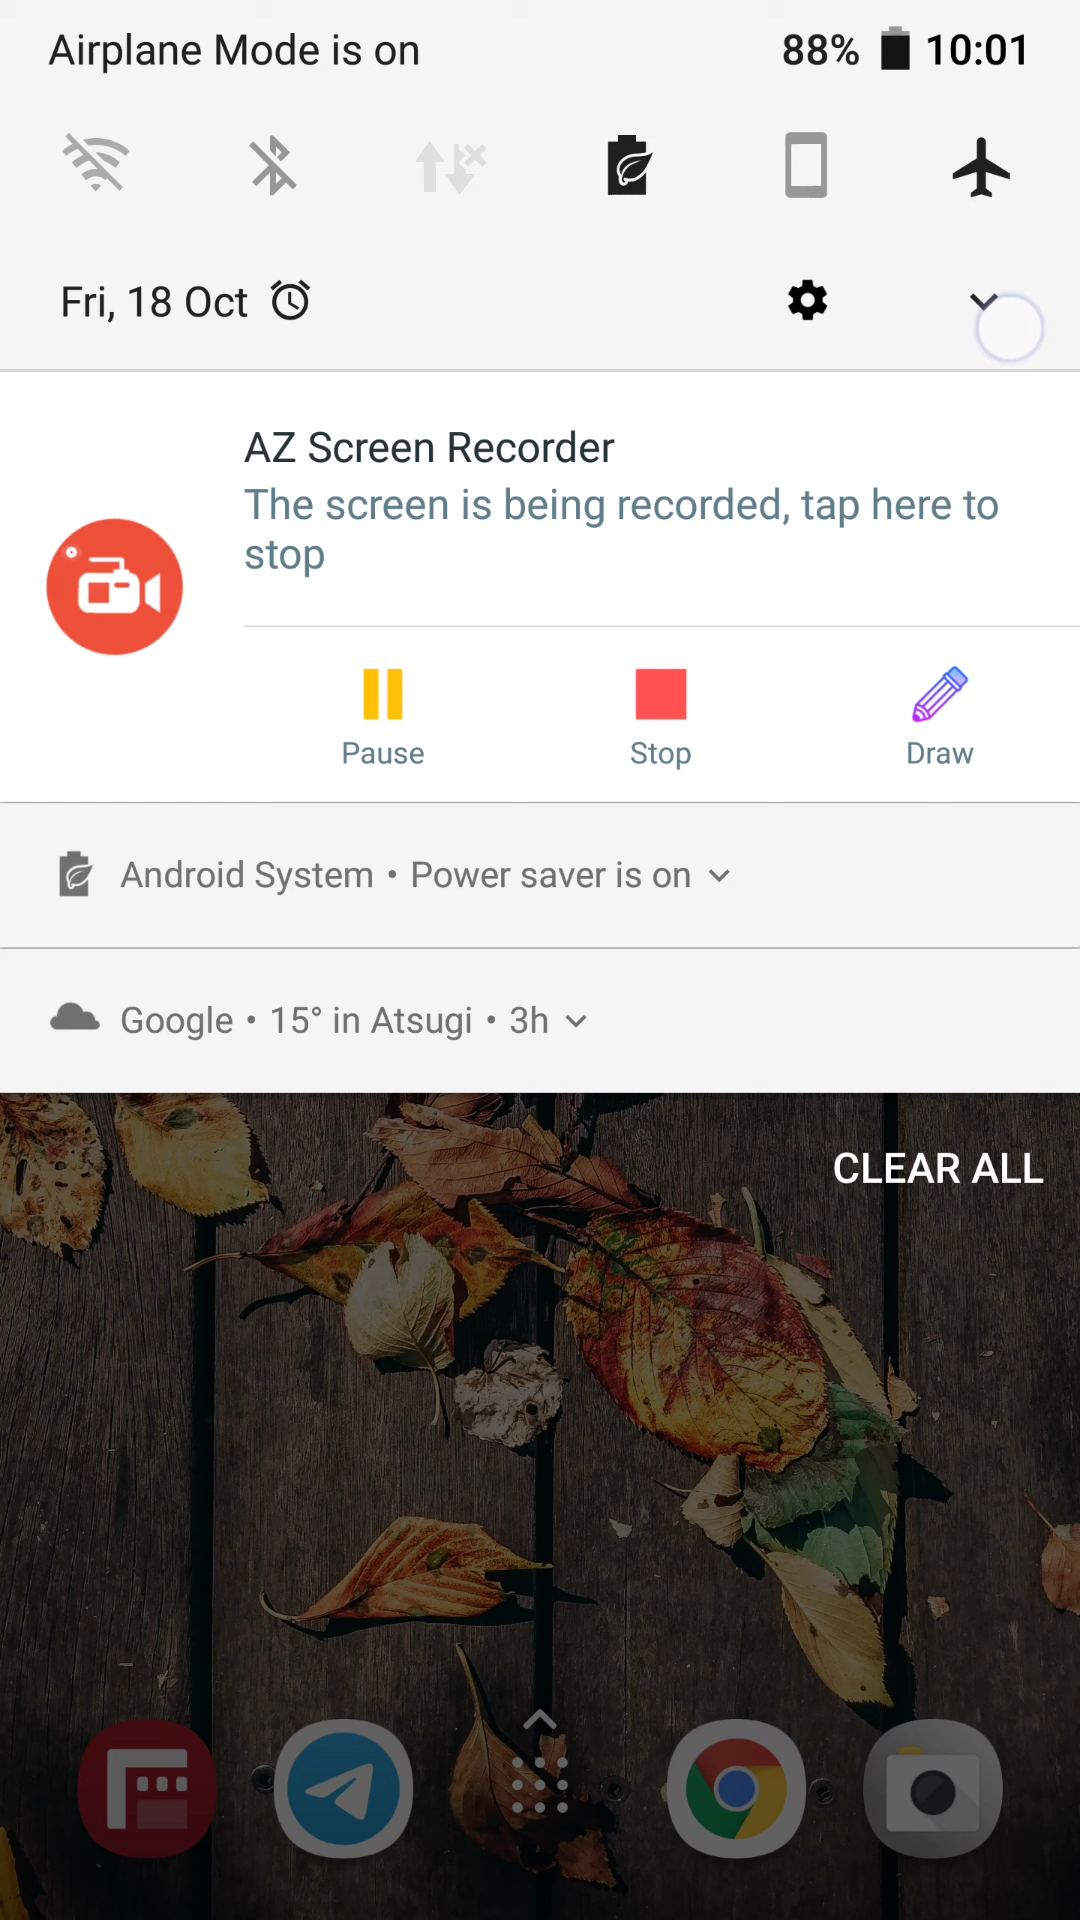 Airplane Mode is on 88% 10:01
Fri, 18 Oct
AZ Screen Recorder
The screen is being recorded, tap here to
stop
Pause Stop Draw
Android System • Power saver is on
Google • 15° in Atsugi • 3h
CLEAR ALL